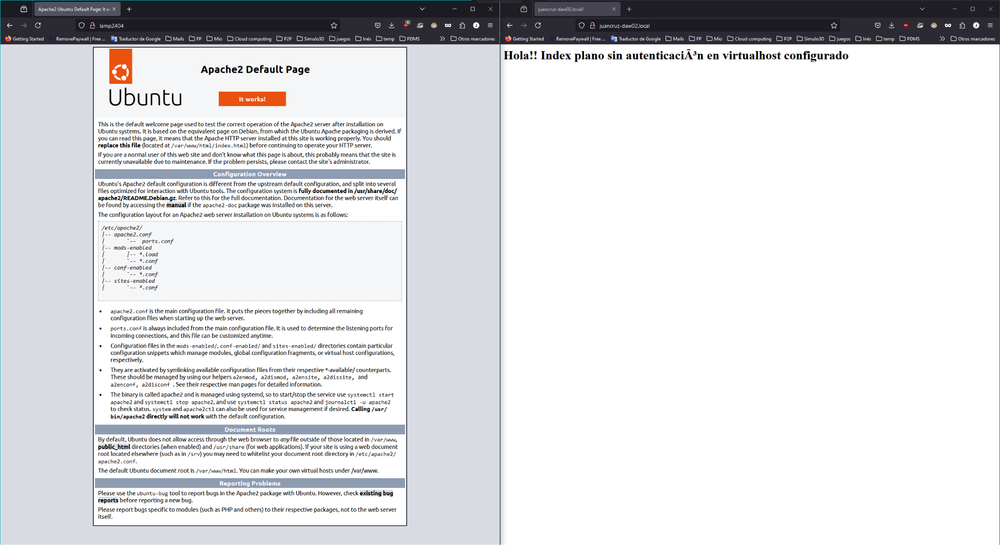 Apache2 Ubuntu Default Page: It w
lamp2404
1
Getting Started RemovePaywall | Free ... Traductor de Google Mails FP Mio Cloud computing P2P Simulo3D juegos Inés temp PDMS Otros marcadores
Apache2 Default Page
Ubuntu
It works!
This is the default welcome page used to test the correct operation of the Apache2 server after installation on
Ubuntu systems. It is based on the equivalent page on Debian, from which the Ubuntu Apache packaging is derived. If
you can read this page, it means that the Apache HTTP server installed at this site is working properly. You should
replace this file (located at /var/www/html/index.html) before continuing to operate your HTTP server.
If you are a normal user of this web site and don't know what this page is about, this probably means that the site is
currently unavailable due to maintenance. If the problem persists, please contact the site's administrator.
Configuration Overview
Ubuntu's Apache2 default configuration is different from the upstream default configuration, and split into several
files optimized for interaction with Ubuntu tools. The configuration system is fully documented in /usr/share/doc/
apache2/README.Debian.gz. Refer to this for the full documentation. Documentation for the web server itself can
be found by accessing the manual if the apache2-doc package was installed on this server.
The configuration layout for an Apache2 web server installation on Ubuntu systems is as follows:
/etc/apache2/
|-- apache2.conf
|       `--  ports.conf
|-- mods-enabled
|       |-- *.load
|       `-- *.conf
|-- conf-enabled
|       `-- *.conf
|-- sites-enabled
|       `-- *.conf
• apache2.conf is the main configuration file. It puts the pieces together by including all remaining
configuration files when starting up the web server.
• ports.conf is always included from the main configuration file. It is used to determine the listening ports for
incoming connections, and this file can be customized anytime.
• Configuration files in the mods-enabled/, conf-enabled/ and sites-enabled/ directories contain particular
configuration snippets which manage modules, global configuration fragments, or virtual host configurations,
respectively.
• They are activated by symlinking available configuration files from their respective *-available/ counterparts.
These should be managed by using our helpers a2enmod, a2dismod, a2ensite, a2dissite, and
a2enconf, a2disconf . See their respective man pages for detailed information.
• The binary is called apache2 and is managed using systemd, so to start/stop the service use systemctl start
apache2 and systemctl stop apache2, and use systemctl status apache2 and journalctl -u apache2
to check status. system and apache2ctl can also be used for service management if desired. Calling /usr/
bin/apache2 directly will not work with the default configuration.
Document Roots
By default, Ubuntu does not allow access through the web browser to any file outside of those located in /var/www,
public_html directories (when enabled) and /usr/share (for web applications). If your site is using a web document
root located elsewhere (such as in /srv) you may need to whitelist your document root directory in /etc/apache2/
apache2.conf.
The default Ubuntu document root is /var/www/html. You can make your own virtual hosts under /var/www.
Reporting Problems
Please use the ubuntu-bug tool to report bugs in the Apache2 package with Ubuntu. However, check existing bug
reports before reporting a new bug.
Please report bugs specific to modules (such as PHP and others) to their respective packages, not to the web server
itself.
juancruz-daw02.local/
juancruz-daw02.local
Getting Started RemovePaywall | Free ... Traductor de Google Mails FP Mio Cloud computing P2P Simulo3D juegos Inés temp PDMS Otros marcadores
Hola!! Index plano sin autenticaciÃ³n en virtualhost configurado